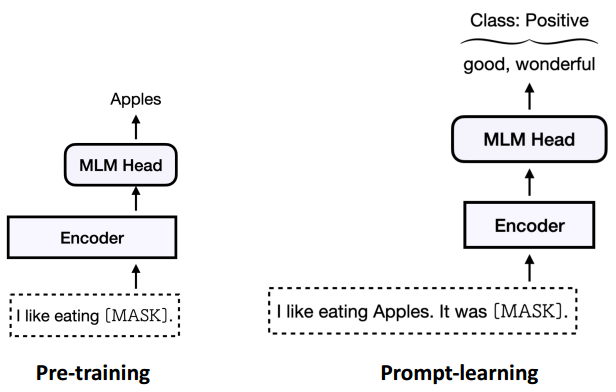 Apples
MLM Head
Encoder
I like eating [MASK].
Pre-training
Class: Positive
good, wonderful
MLM Head
Encoder
I like eating Apples. It was [MASK].
Prompt-learning